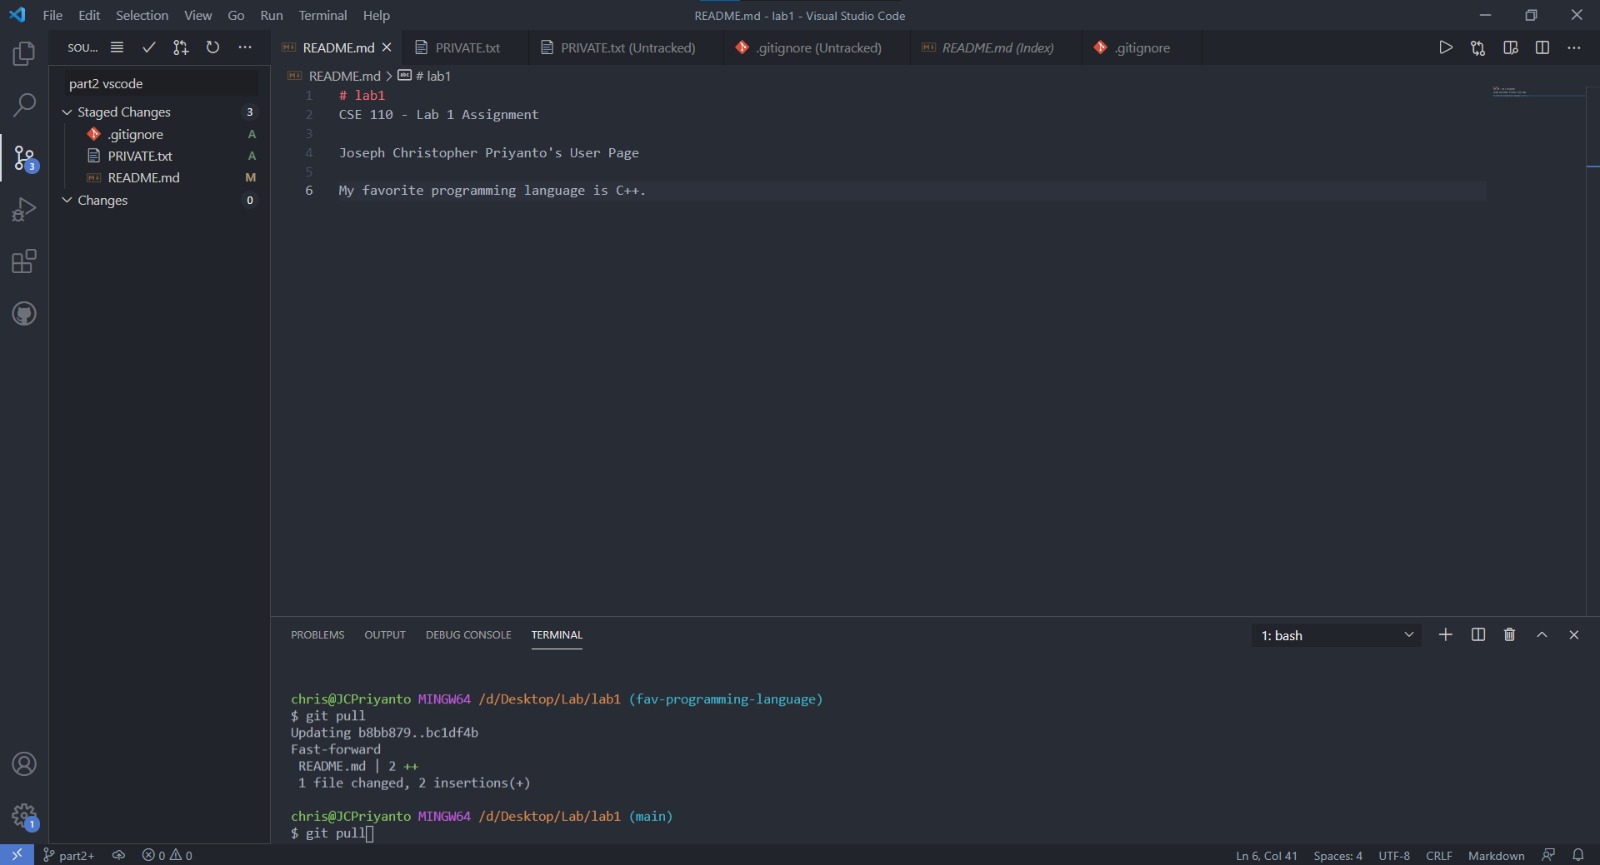 File Edit Selection View Go Run Terminal Help README.md - lab1 - Visual Studio Code
SOU...
README.md PRIVATE.txt PRIVATE.txt (Untracked) .gitignore (Untracked) README.md (Index) .gitignore
part2 vscode
Staged Changes 3
.gitignore A
PRIVATE.txt A
README.md M
Changes 0
3
1
README.md > # lab1
1 # lab1
2 CSE 110 - Lab 1 Assignment
3
4 Joseph Christopher Priyanto's User Page
5
6 My favorite programming language is C++.
PROBLEMS OUTPUT DEBUG CONSOLE TERMINAL 1: bash
chris@JCPriyanto MINGW64 /d/Desktop/Lab/lab1 (fav-programming-language)
$ git pull
Updating b8bb879..bc1df4b
Fast-forward
README.md | 2 ++
1 file changed, 2 insertions(+)
chris@JCPriyanto MINGW64 /d/Desktop/Lab/lab1 (main)
$ git pull
part2+ 0 0 Ln 6, Col 41 Spaces: 4 UTF-8 CRLF Markdown